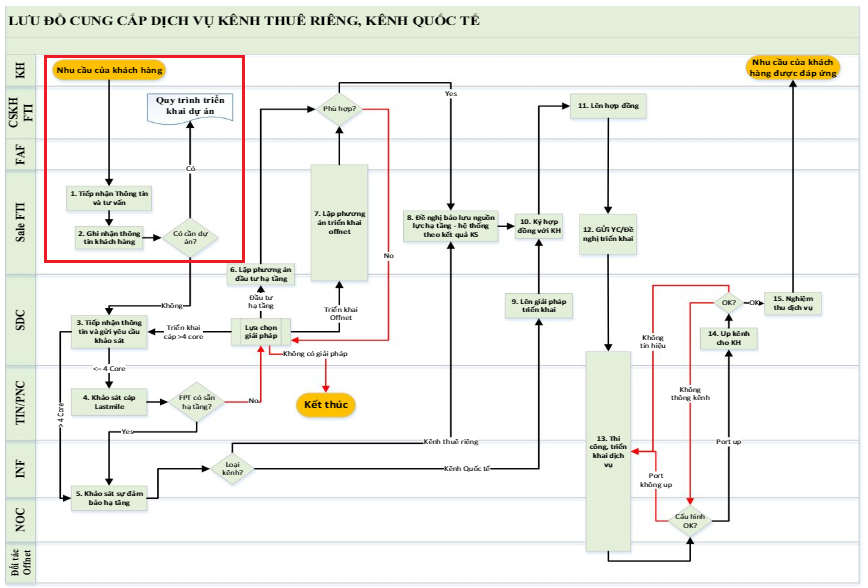 LƯU ĐỒ CUNG CẤP DỊCH VỤ KÊNH THUÊ RIÊNG, KÊNH QUỐC TẾ
KH
CSKH
FTI
FAF
Sale FTI
SDC
TIN/PNC
INF
NOC
Đối tác
Offnet
Nhu cầu của khách hàng
Quy trình triển
khai dự án
Có
1. Tiếp nhận Thông tin
và tư vấn
2. Ghi nhận thông
tin khách hàng
Có cần dự
án?
Không
3. Tiếp nhận thông
tin và gửi yêu cầu
khảo sát
<= 4 Core
> 4 Core
4. Khảo sát cáp
Lastmile
FPT có sẵn
hạ tầng?
No
Yes
5. Khảo sát sự đảm
bảo hạ tầng
Loại
kênh?
Kênh thuê riêng
Kênh Quốc tế
Triển khai
cáp >4 core
Lựa chọn
giải pháp
Đầu tư
hạ tầng
6. Lập phương án
đầu tư hạ tầng
Triển khai
Offnet
7. Lập phương
án triển khai
offnet
Không có giải pháp
Kết thúc
Phù hợp?
Yes
No
8. Đề nghị bảo lưu nguồn
lực hạ tầng - hệ thống
theo kết quả KS
9. Lên giải pháp
triển khai
10. Ký hợp
đồng với KH
11. Lên hợp đồng
12. GỬI YC/Đề
nghị triển khai
13. Thi
công, triển
khai dịch
vụ
Cấu hình
OK?
Port
không up
Port up
14. Up kênh
cho KH
OK?
OK
Không
tín hiệu
Không
thông kênh
15. Nghiệm
thu dịch vụ
Nhu cầu của khách
hàng được đáp ứng